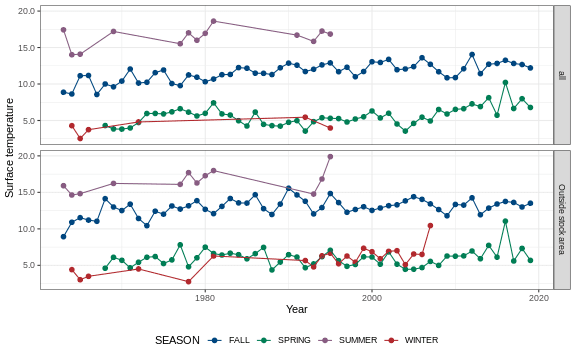 20.0
15.0
10.0
5.0
all
20.0
15.0
10.0
5.0
Outside stock area
Surface temperature
1980 2000 2020
Year
SEASON FALL SPRING SUMMER WINTER